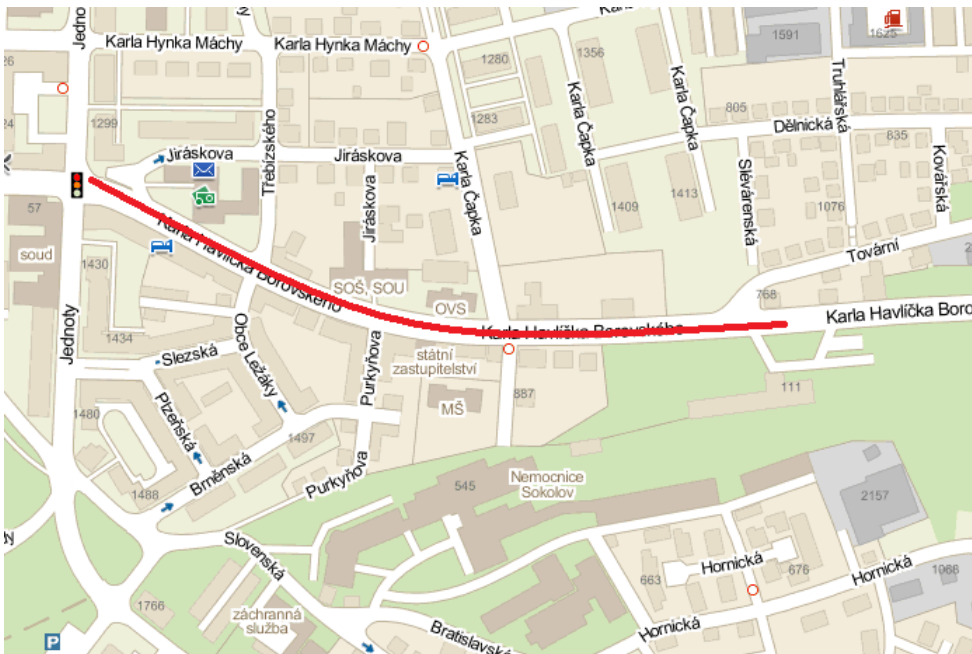 Jedno
Karla Hynka Máchy
Karla Hynka Máchy
Karl
1280
1356
1591
1625
26
24
1299
1283
805
Karla Čapka
Karla Čapka
Truhlářská
Dělnická
835
Třebízského
Jiráskova
Jiráskova
Karla Čapka
Slévárenská
Kovářská
57
1409
1413
1076
Jiráskova
soud
Karla Havlíčka Borovského
1430
SOŠ, SOU
OVS
Tovární
768
Karla Havlíčka Borovského
Karla Havlíčka Boro
Jednoty
1434
Slezská
Obce Ležáky
Purkyňova
státní
zastupitelství
887
111
MŠ
1480
Plzeňská
1497
Brněnská
1488
Purkyňova
545
Nemocnice
Sokolov
2157
Slovenská
663
Hornická
676
Hornická
1066
1766
záchranná
služba
Bratislavská
Hornická
P